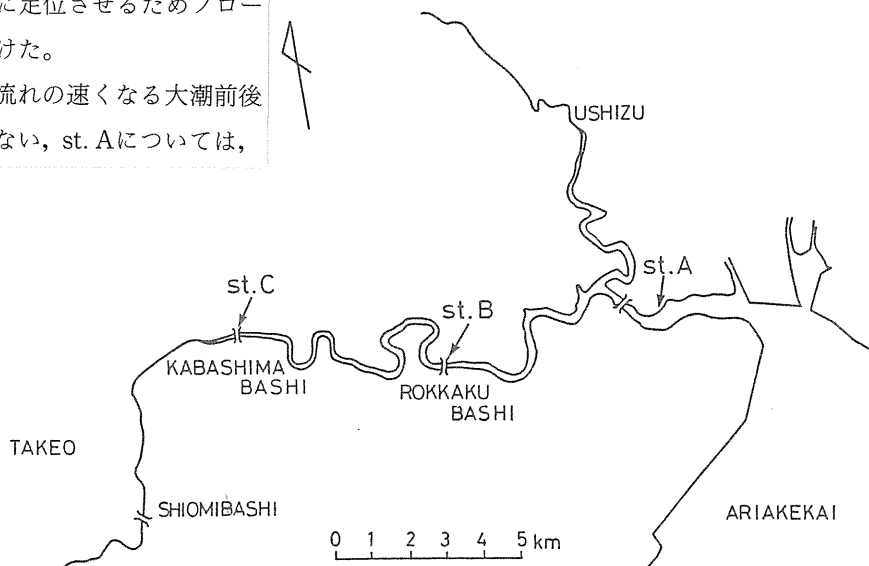 に定位させるためフロー
けた。
流れの速くなる大潮前後
ない，st. Aについては，
USHIZU
st.A
st.C
st.B
KABASHIMA
BASHI
ROKKAKU
BASHI
TAKEO
SHIOMIBASHI
ARIAKEKAI
0 1 2 3 4 5 km